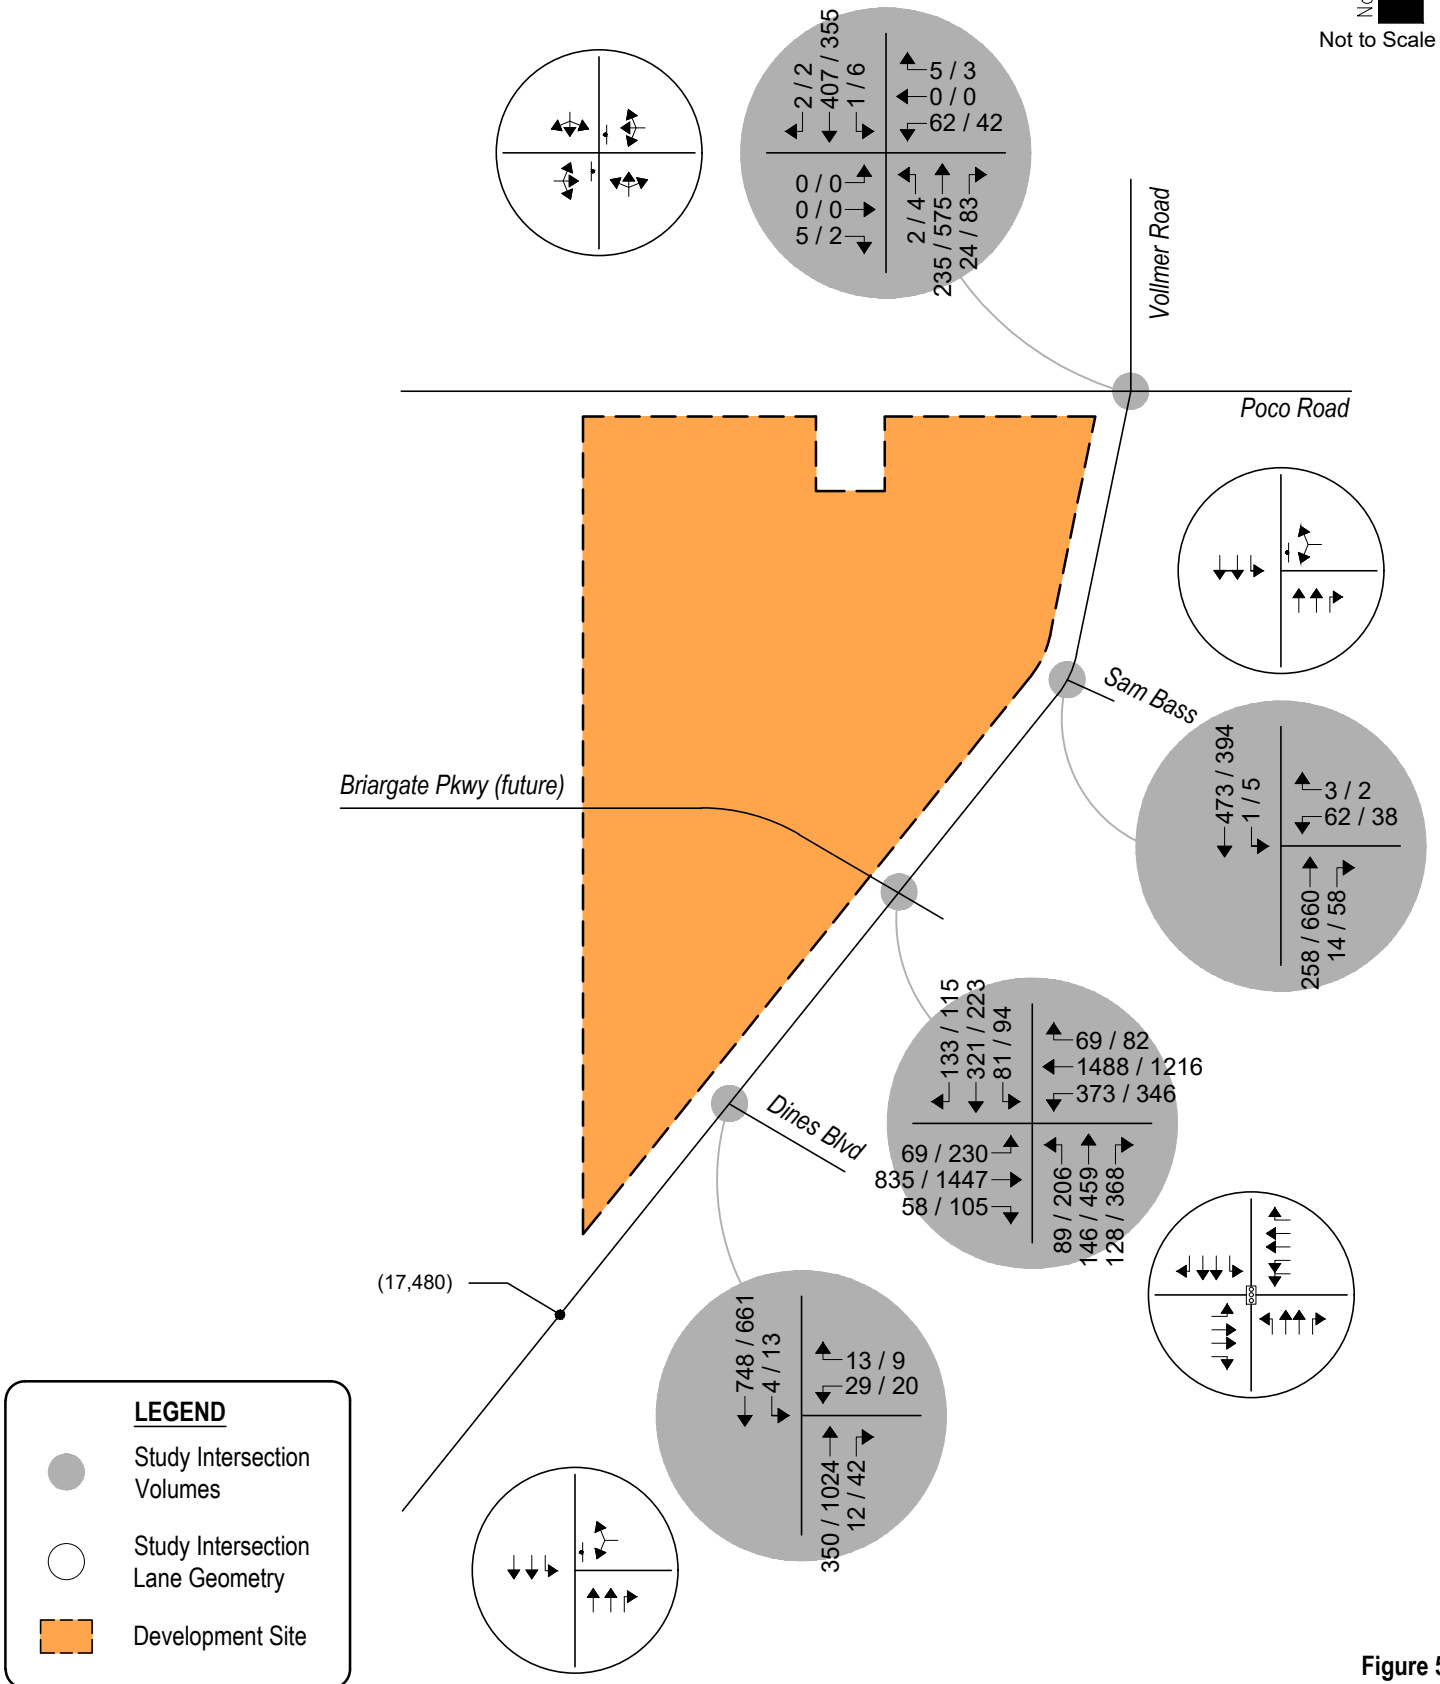 No
Not to Scale
2 / 2
407 / 355
1 / 6
5 / 3
0 / 0
62 / 42
0 / 0
0 / 0
5 / 2
2 / 4
235 / 575
24 / 83
Vollmer Road
Poco Road
Sam Bass
473 / 394
1 / 5
3 / 2
62 / 38
258 / 660
14 / 58
Briargate Pkwy (future)
133 / 115
321 / 223
81 / 94
69 / 82
1488 / 1216
373 / 346
69 / 230
835 / 1447
58 / 105
89 / 206
146 / 459
128 / 368
Dines Blvd
(17,480)
748 / 661
4 / 13
13 / 9
29 / 20
350 / 1024
12 / 42
LEGEND
Study Intersection
Volumes
Study Intersection
Lane Geometry
Development Site
Figure 5